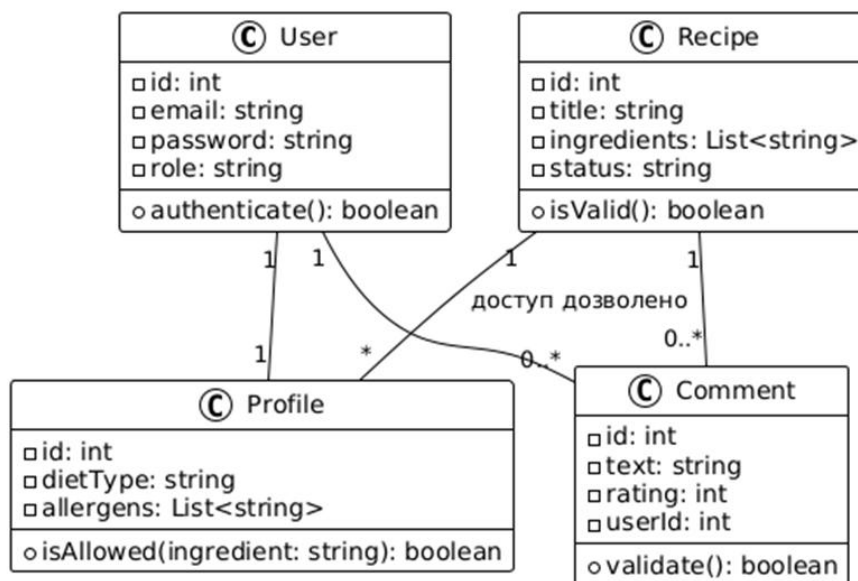 C User
id: int
email: string
password: string
role: string
authenticate(): boolean
C Recipe
id: int
title: string
ingredients: List<string>
status: string
isValid(): boolean
1
1
1
1
доступ дозволено
0..*
1
*
0..*
C Profile
id: int
dietType: string
allergens: List<string>
isAllowed(ingredient: string): boolean
C Comment
id: int
text: string
rating: int
userId: int
validate(): boolean